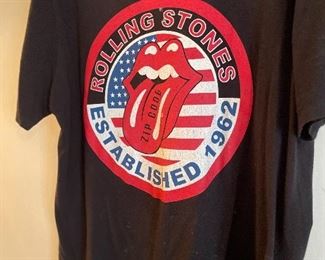 ROLLING STONES
ZIP CODE
ESTABLISHED 1962